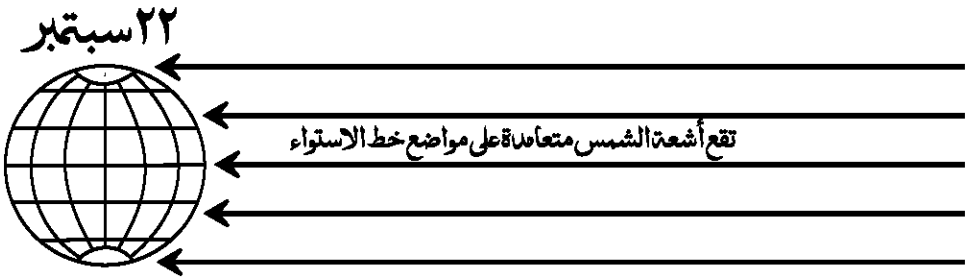 ٢٢ سبتمبر
تقع أشعة الشمس متعامدة على مواضع خط الاستواء